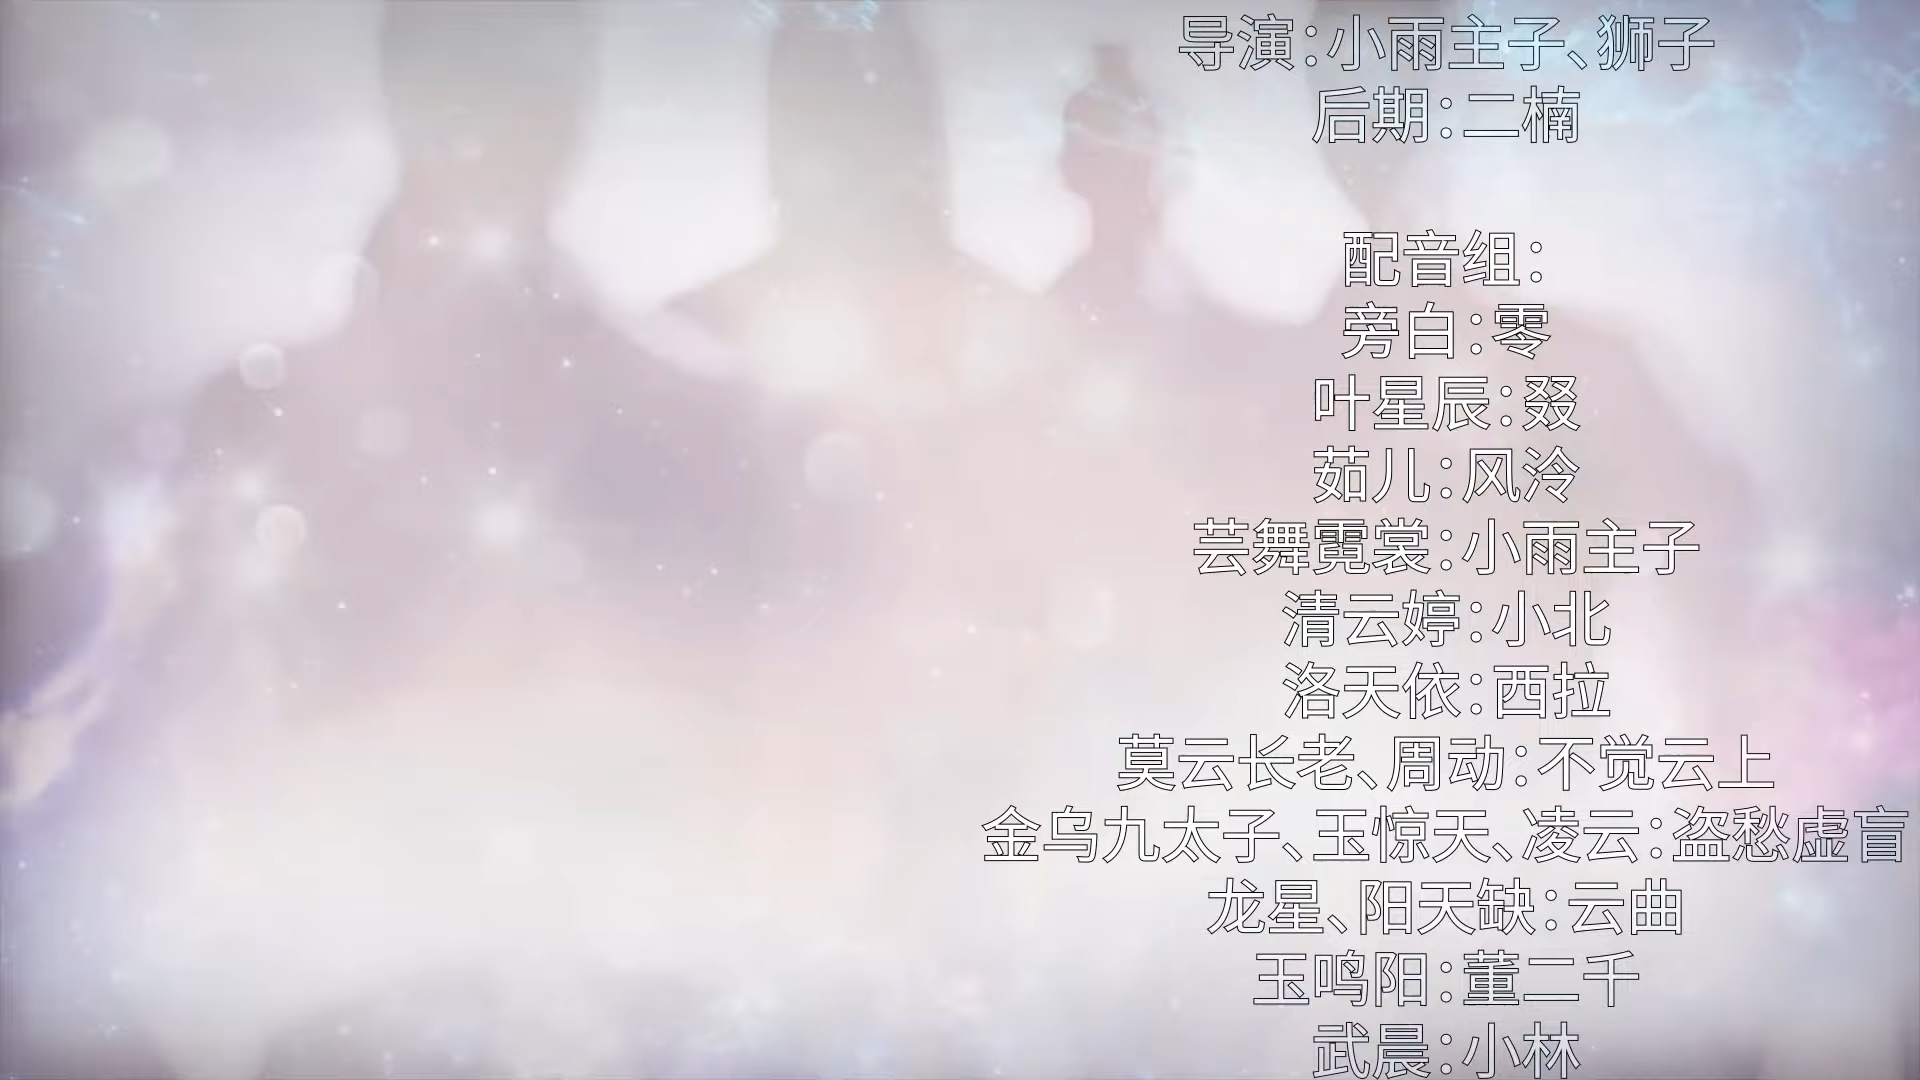 导演：小雨主子、狮子
后期：二楠
配音组：
旁白：零
叶星辰：叕
茹儿：风泠
芸舞霓裳：小雨主子
清云婷：小北
洛天依：西拉
莫云长老、周动：不觉云上
金乌九太子、玉惊天、凌云：盗愁虚盲
龙星、阳天缺：云曲
玉鸣阳：董二千
武晨：小林